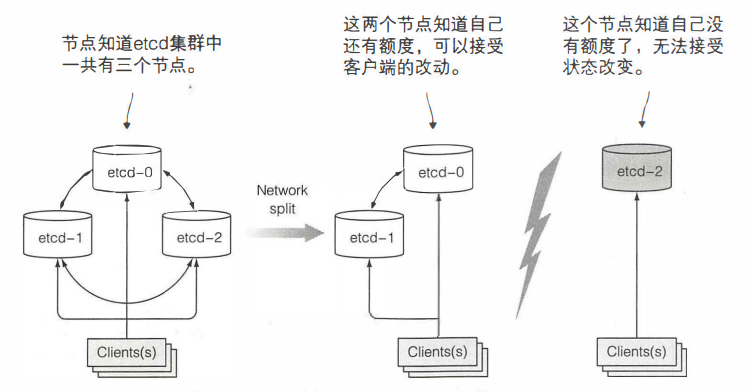 节点知道etcd集群中
一共有三个节点。
这两个节点知道自己
还有额度，可以接受
客户端的改动。
这个节点知道自己没
有额度了，无法接受
状态改变。
etcd-0
etcd-1
etcd-2
Clients(s)
Network
split
etcd-0
etcd-1
Clients(s)
etcd-2
Clients(s)